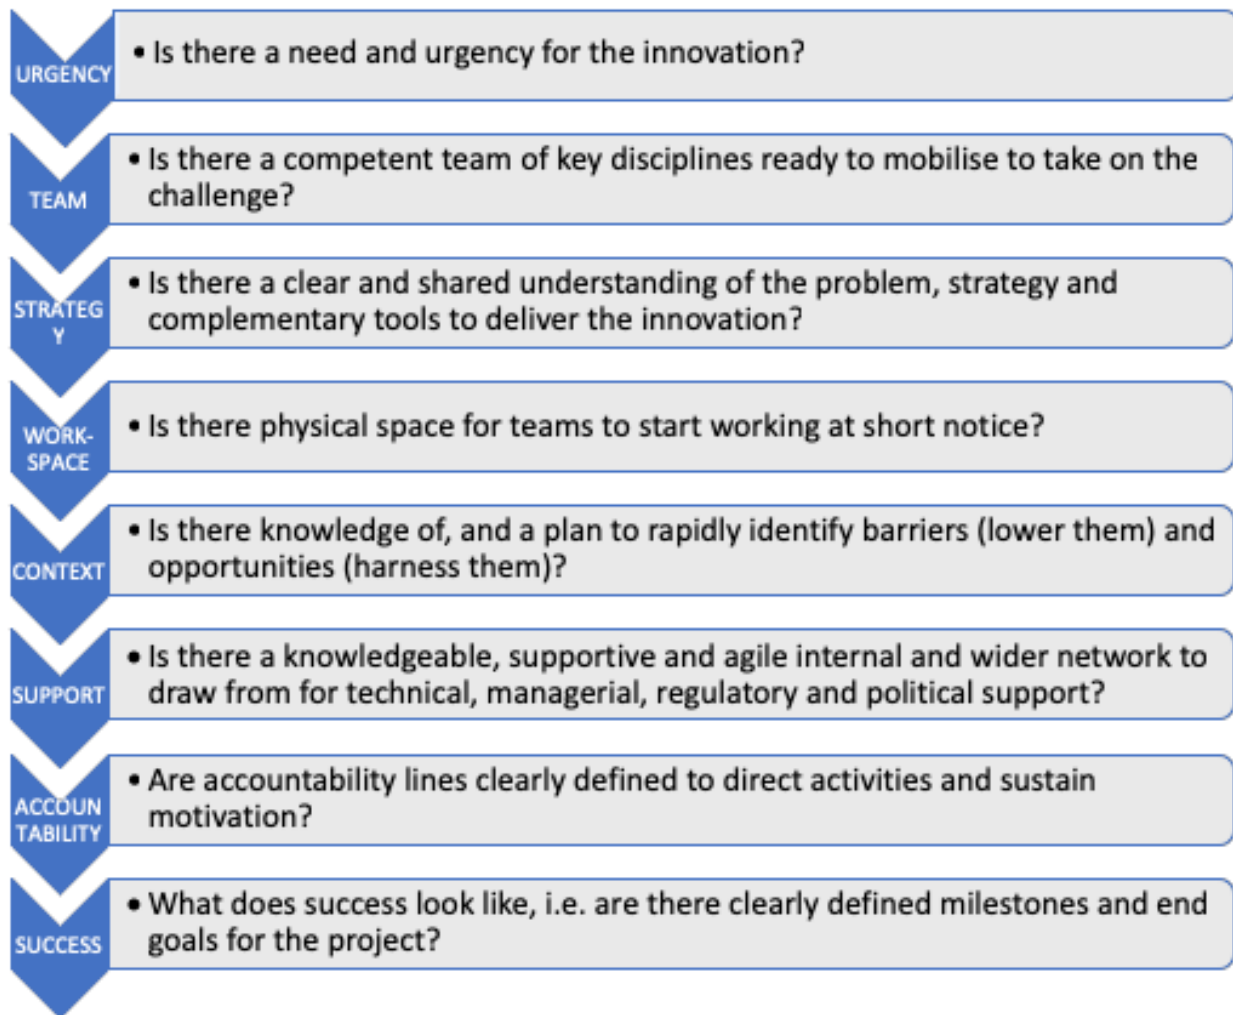 URGENCY
• Is there a need and urgency for the innovation?
TEAM
• Is there a competent team of key disciplines ready to mobilise to take on the
challenge?
STRATEG
Y
• Is there a clear and shared understanding of the problem, strategy and
complementary tools to deliver the innovation?
WORK-
SPACE
• Is there physical space for teams to start working at short notice?
CONTEXT
• Is there knowledge of, and a plan to rapidly identify barriers (lower them) and
opportunities (harness them)?
SUPPORT
• Is there a knowledgeable, supportive and agile internal and wider network to
draw from for technical, managerial, regulatory and political support?
ACCOUN
TABILITY
• Are accountability lines clearly defined to direct activities and sustain
motivation?
SUCCESS
• What does success look like, i.e. are there clearly defined milestones and end
goals for the project?